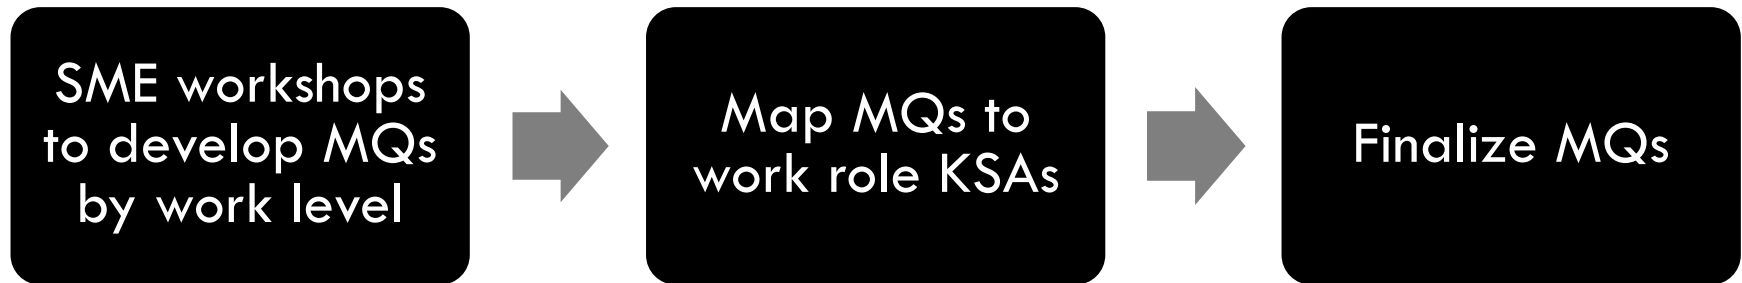 SME workshops
to develop MQs
by work level
Map MQs to
work role KSAs
Finalize MQs